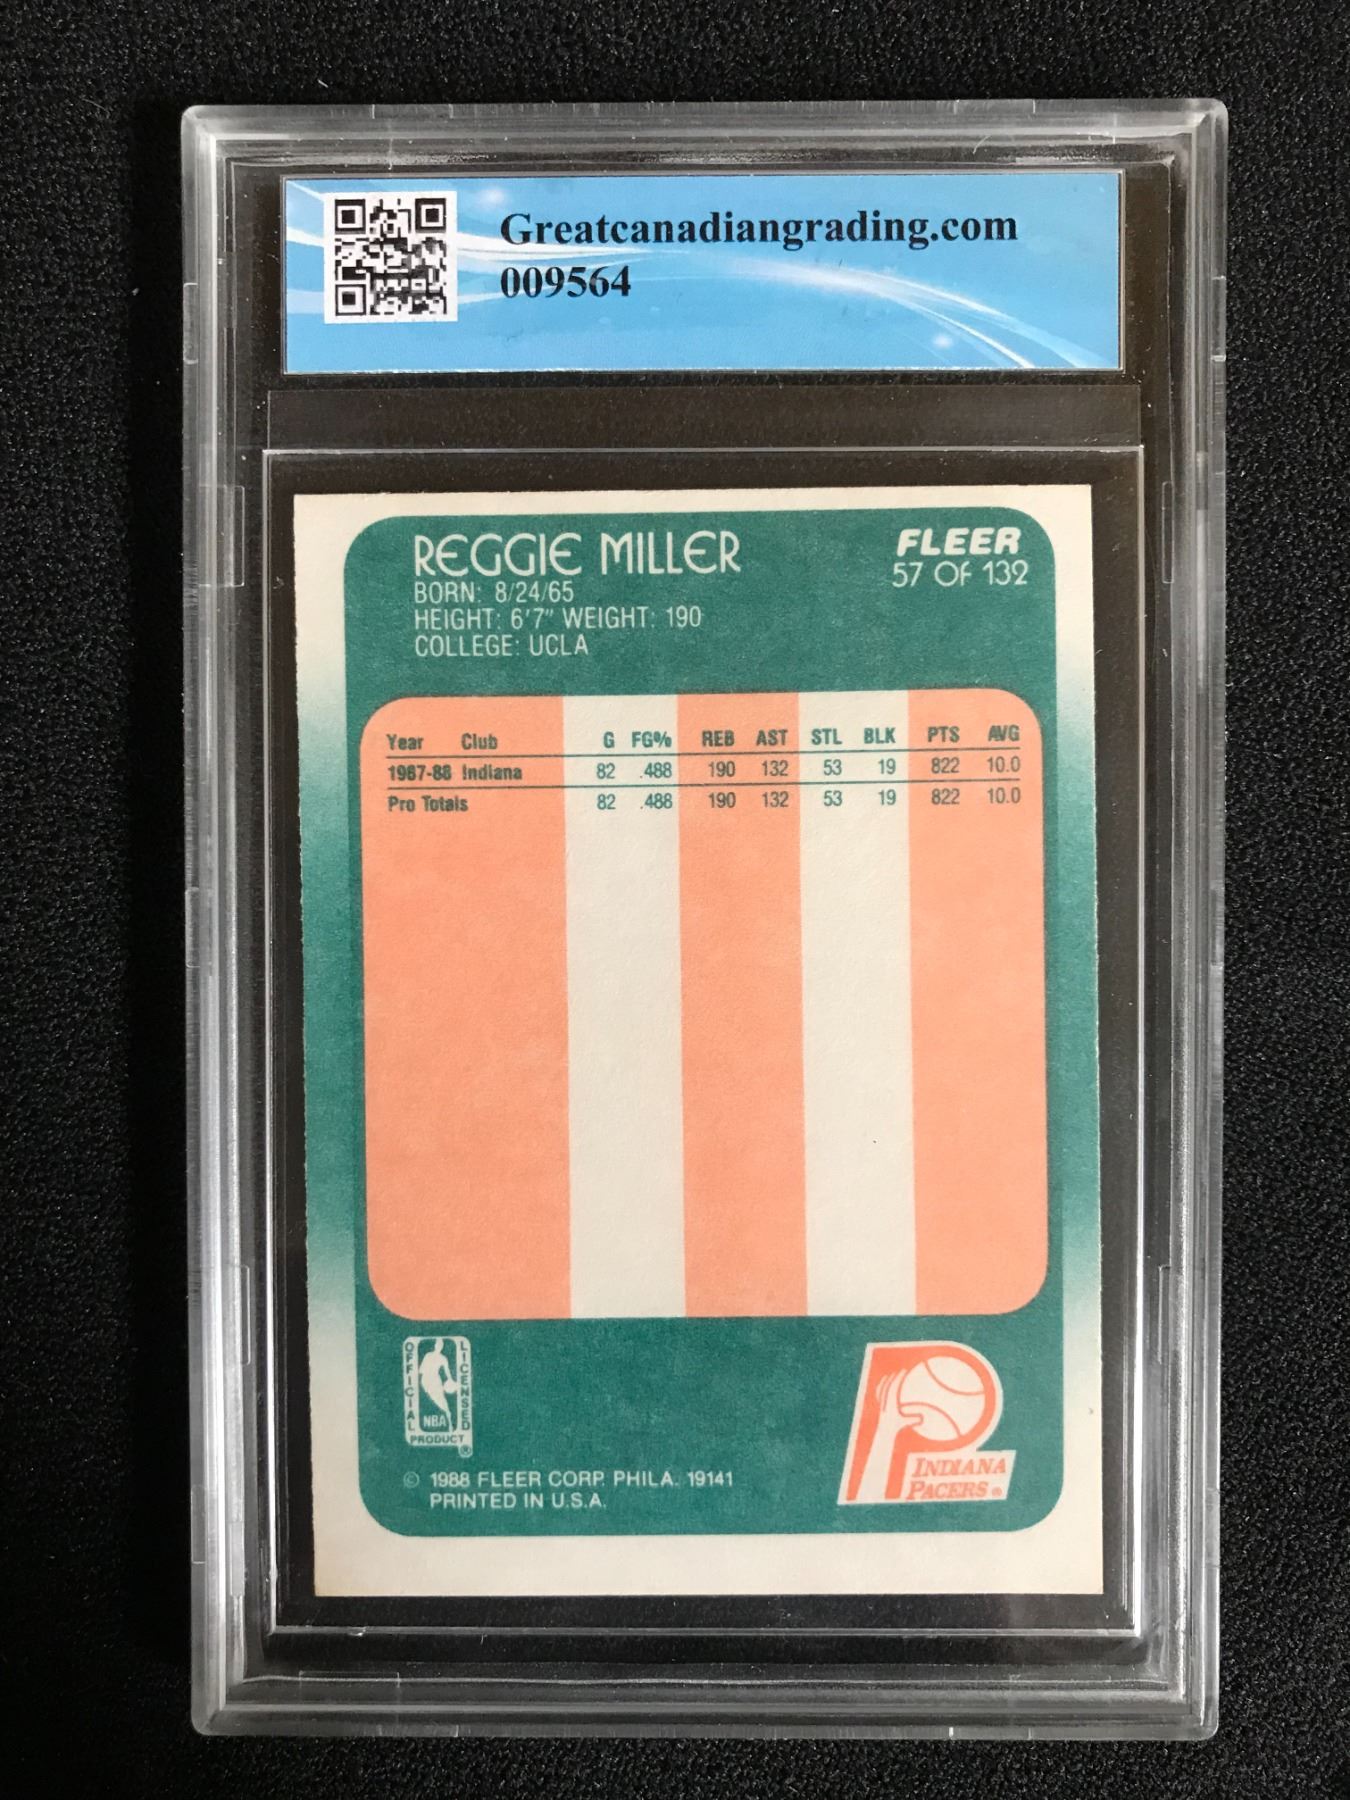 Greatcanadiangrading.com
009564
REGGIE MILLER
BORN: 8/24/65
HEIGHT: 6'7" WEIGHT: 190
COLLEGE: UCLA
FLEER
57 OF 132
Year Club G FG% REB AST STL BLK PTS AVG
1987-88 Indiana 82 .488 190 132 53 19 822 10.0
Pro Totals 82 .488 190 132 53 19 822 10.0
OFFICIAL
LICENSED
NBA
PRODUCT
®
© 1988 FLEER CORP. PHILA. 19141
PRINTED IN U.S.A.
INDIANA
PACERS ®